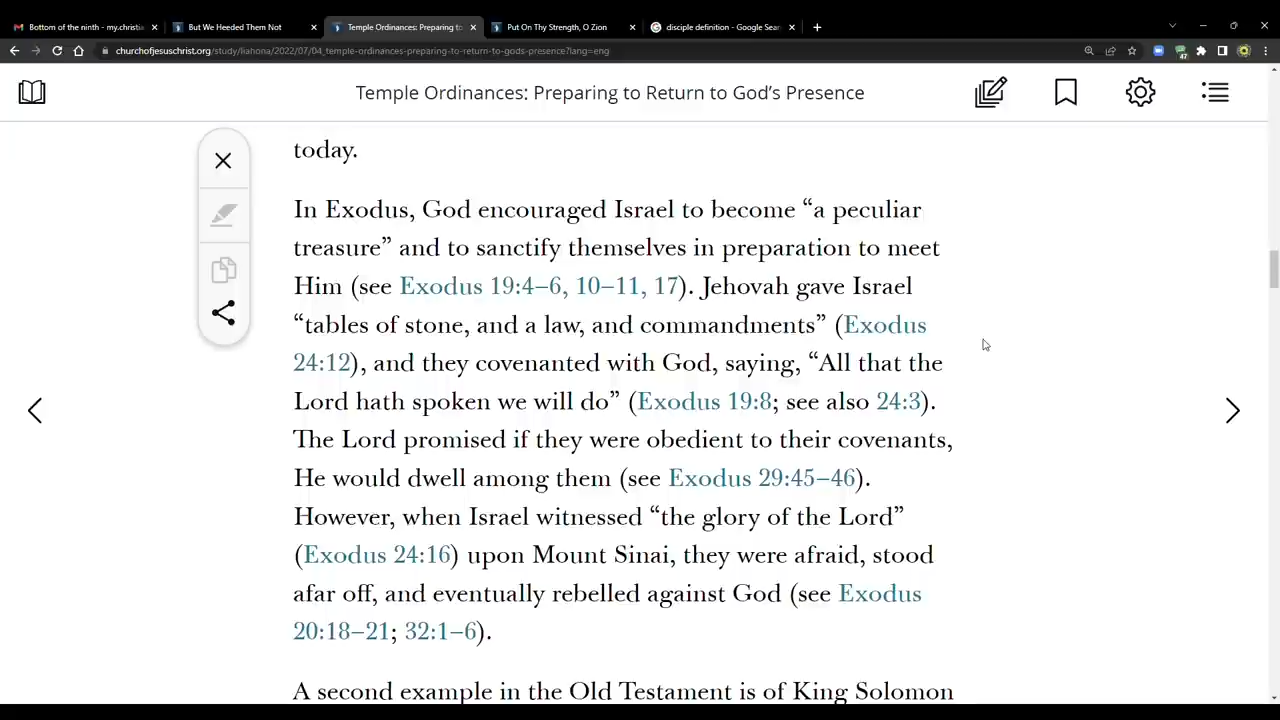 Bottom of the ninth - my.christie
But We Heeded Them Not
Temple Ordinances: Preparing to
Put On Thy Strength, O Zion
disciple definition - Google Sear
churchofjesuschrist.org/study/liahona/2022/07/04_temple-ordinances-preparing-to-return-to-gods-presence?lang=eng
47
Temple Ordinances: Preparing to Return to God’s Presence
today.
In Exodus, God encouraged Israel to become “a peculiar
treasure” and to sanctify themselves in preparation to meet
Him (see Exodus 19:4–6, 10–11, 17). Jehovah gave Israel
“tables of stone, and a law, and commandments” (Exodus
24:12), and they covenanted with God, saying, “All that the
Lord hath spoken we will do” (Exodus 19:8; see also 24:3).
The Lord promised if they were obedient to their covenants,
He would dwell among them (see Exodus 29:45–46).
However, when Israel witnessed “the glory of the Lord”
(Exodus 24:16) upon Mount Sinai, they were afraid, stood
afar off, and eventually rebelled against God (see Exodus
20:18–21; 32:1–6).
A second example in the Old Testament is of King Solomon